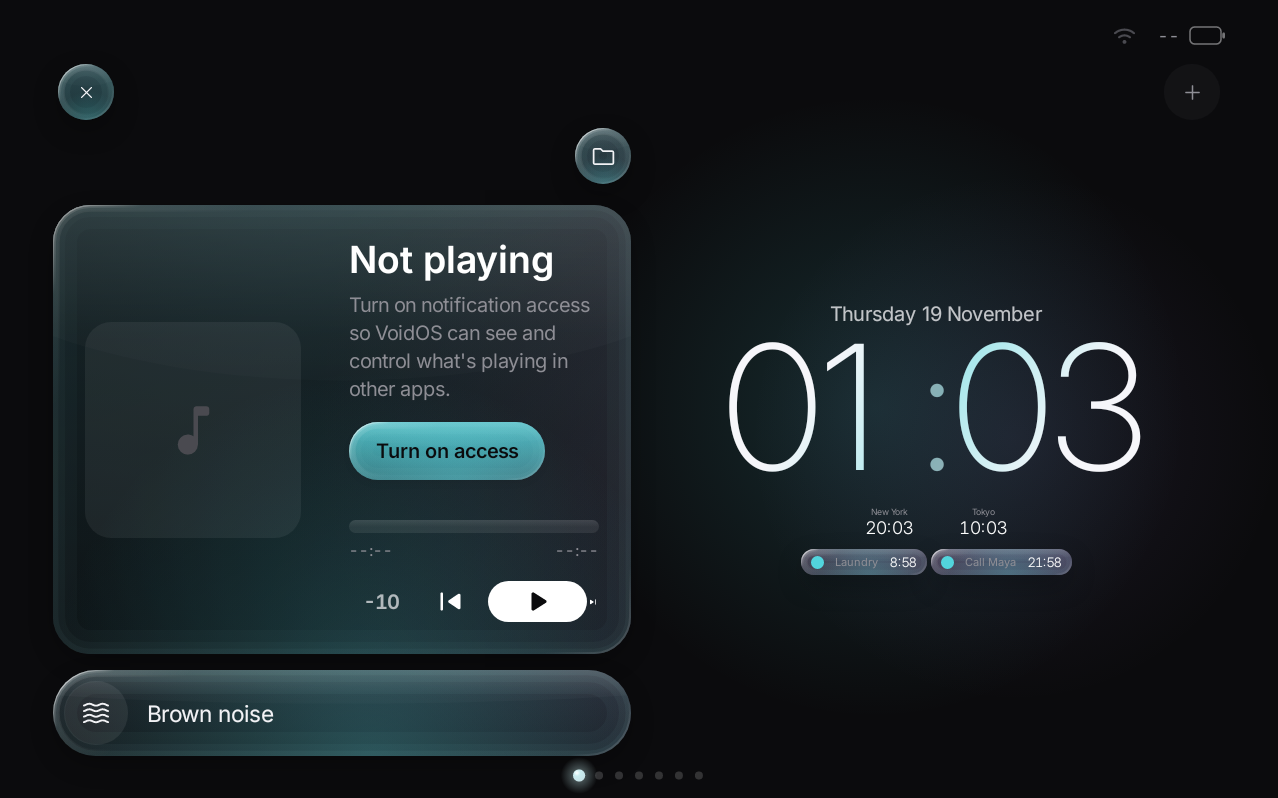 --
Not playing
Turn on notification access
so VoidOS can see and
control what's playing in
other apps.
Turn on access
--:-- --:--
-10
Brown noise
Thursday 19 November
01:03
New York Tokyo
20:03 10:03
Laundry 8:58 Call Maya 21:58